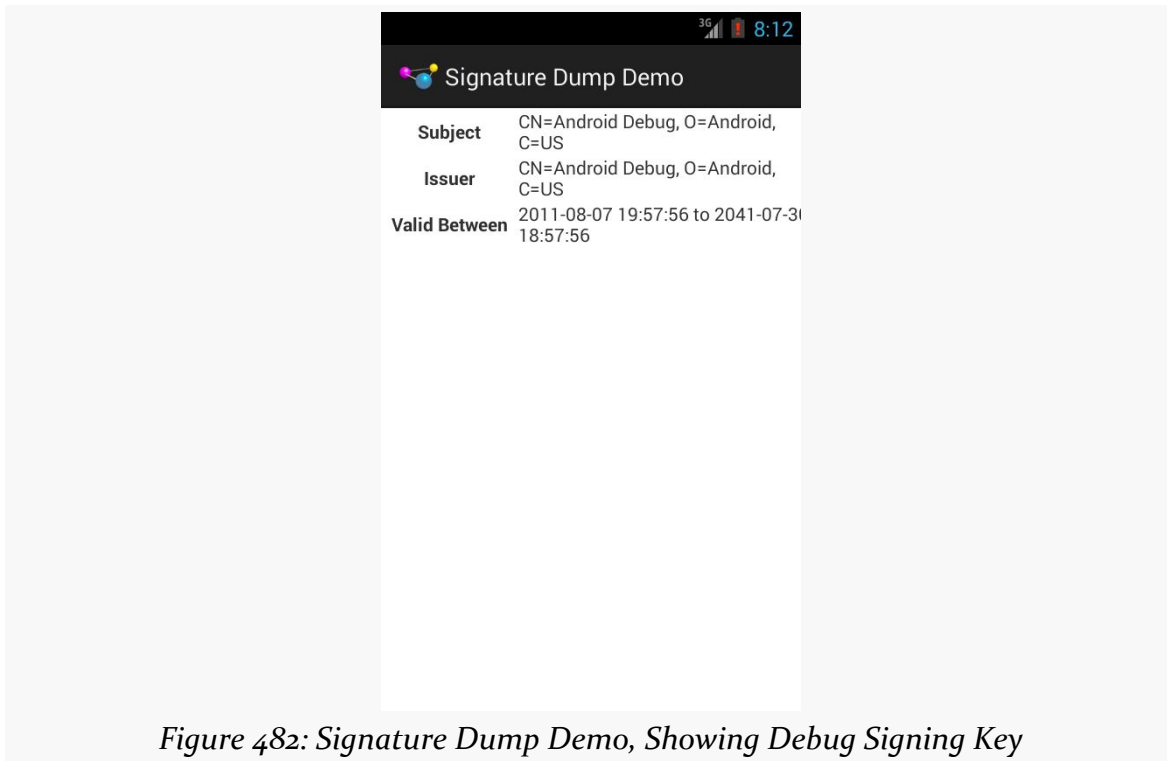 3G 8:12
Signature Dump Demo
Subject
CN=Android Debug, O=Android,
C=US
Issuer
CN=Android Debug, O=Android,
C=US
Valid Between
2011-08-07 19:57:56 to 2041-07-30
18:57:56
Figure 482: Signature Dump Demo, Showing Debug Signing Key